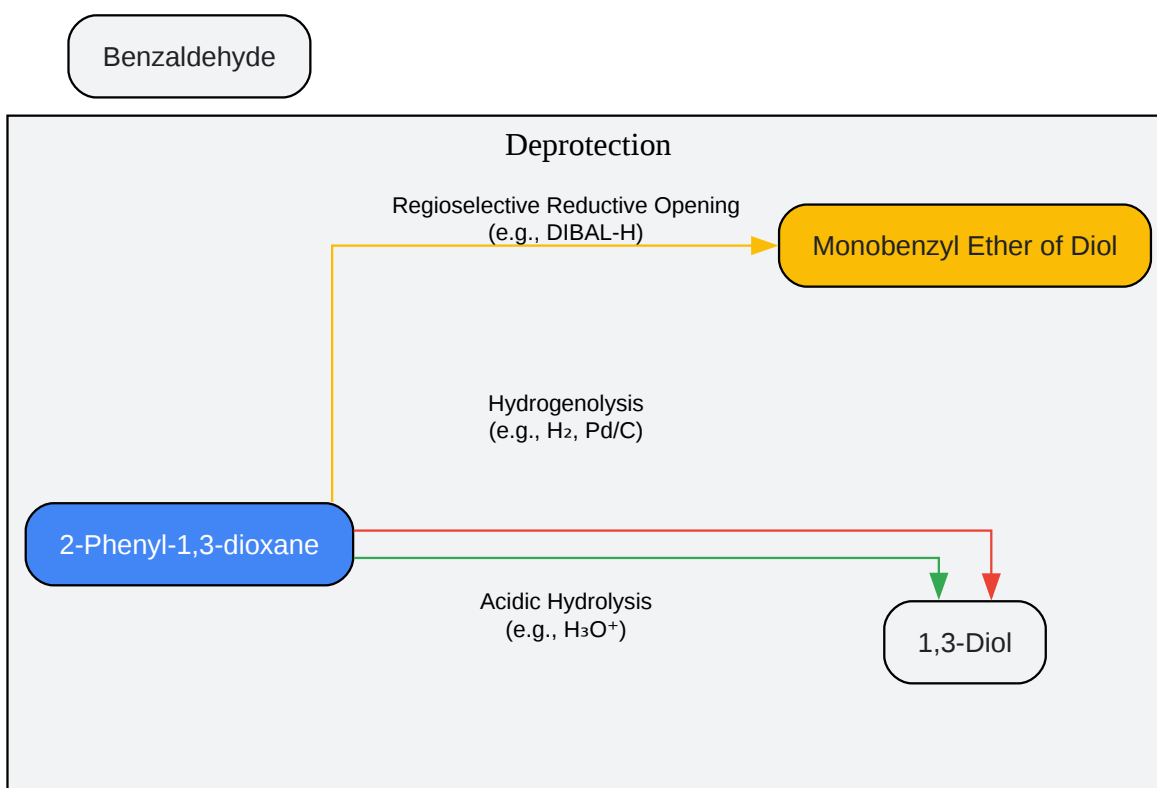 Benzaldehyde
Deprotection
Regioselective Reductive Opening
(e.g., DIBAL-H)
Monobenzyl Ether of Diol
Hydrogenolysis
(e.g., H₂, Pd/C)
2-Phenyl-1,3-dioxane
Acidic Hydrolysis
(e.g., H₃O⁺)
1,3-Diol